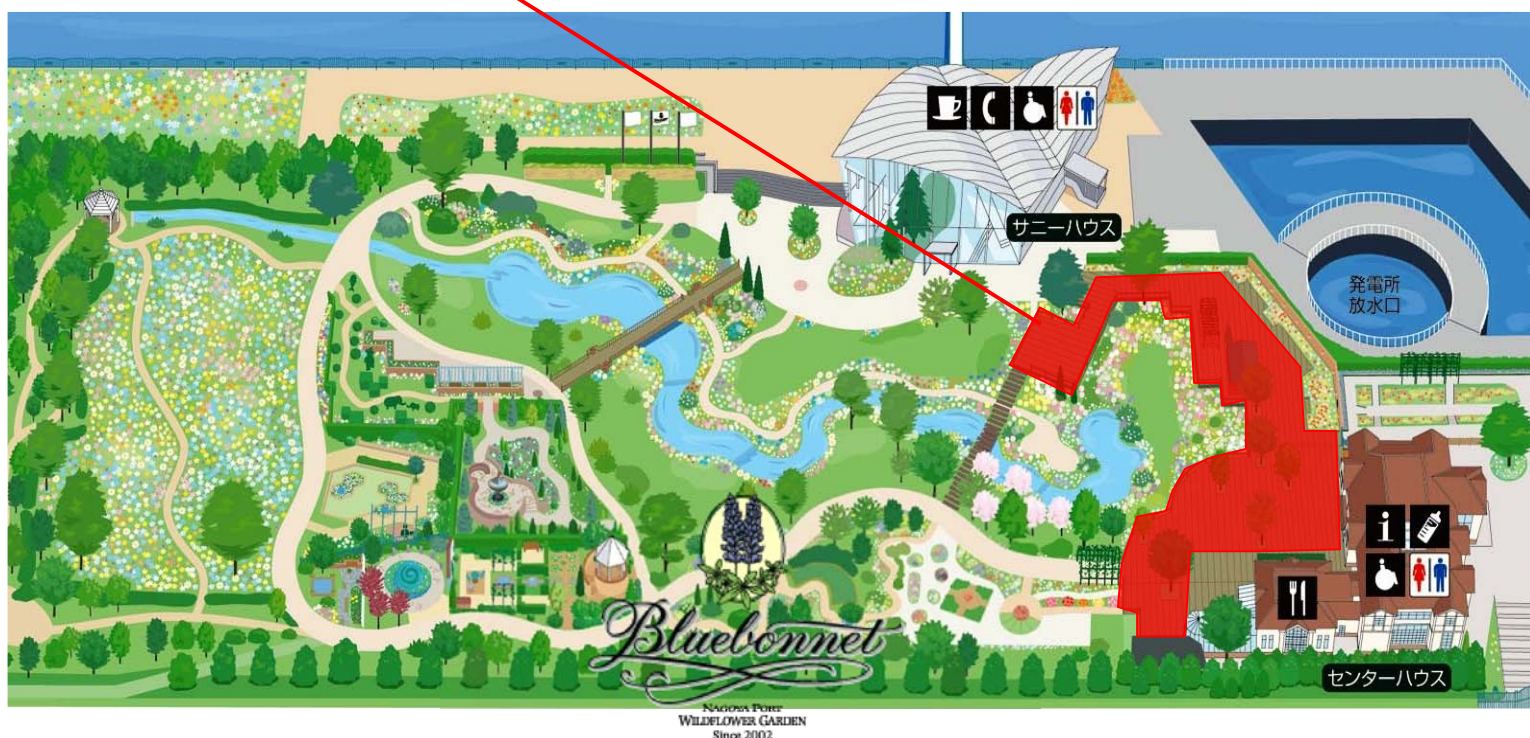 サニーハウス
発電所
放水口
i
Bluebonnet
NAGOYA PORT
WILDFLOWER GARDEN
Since 2002
センターハウス